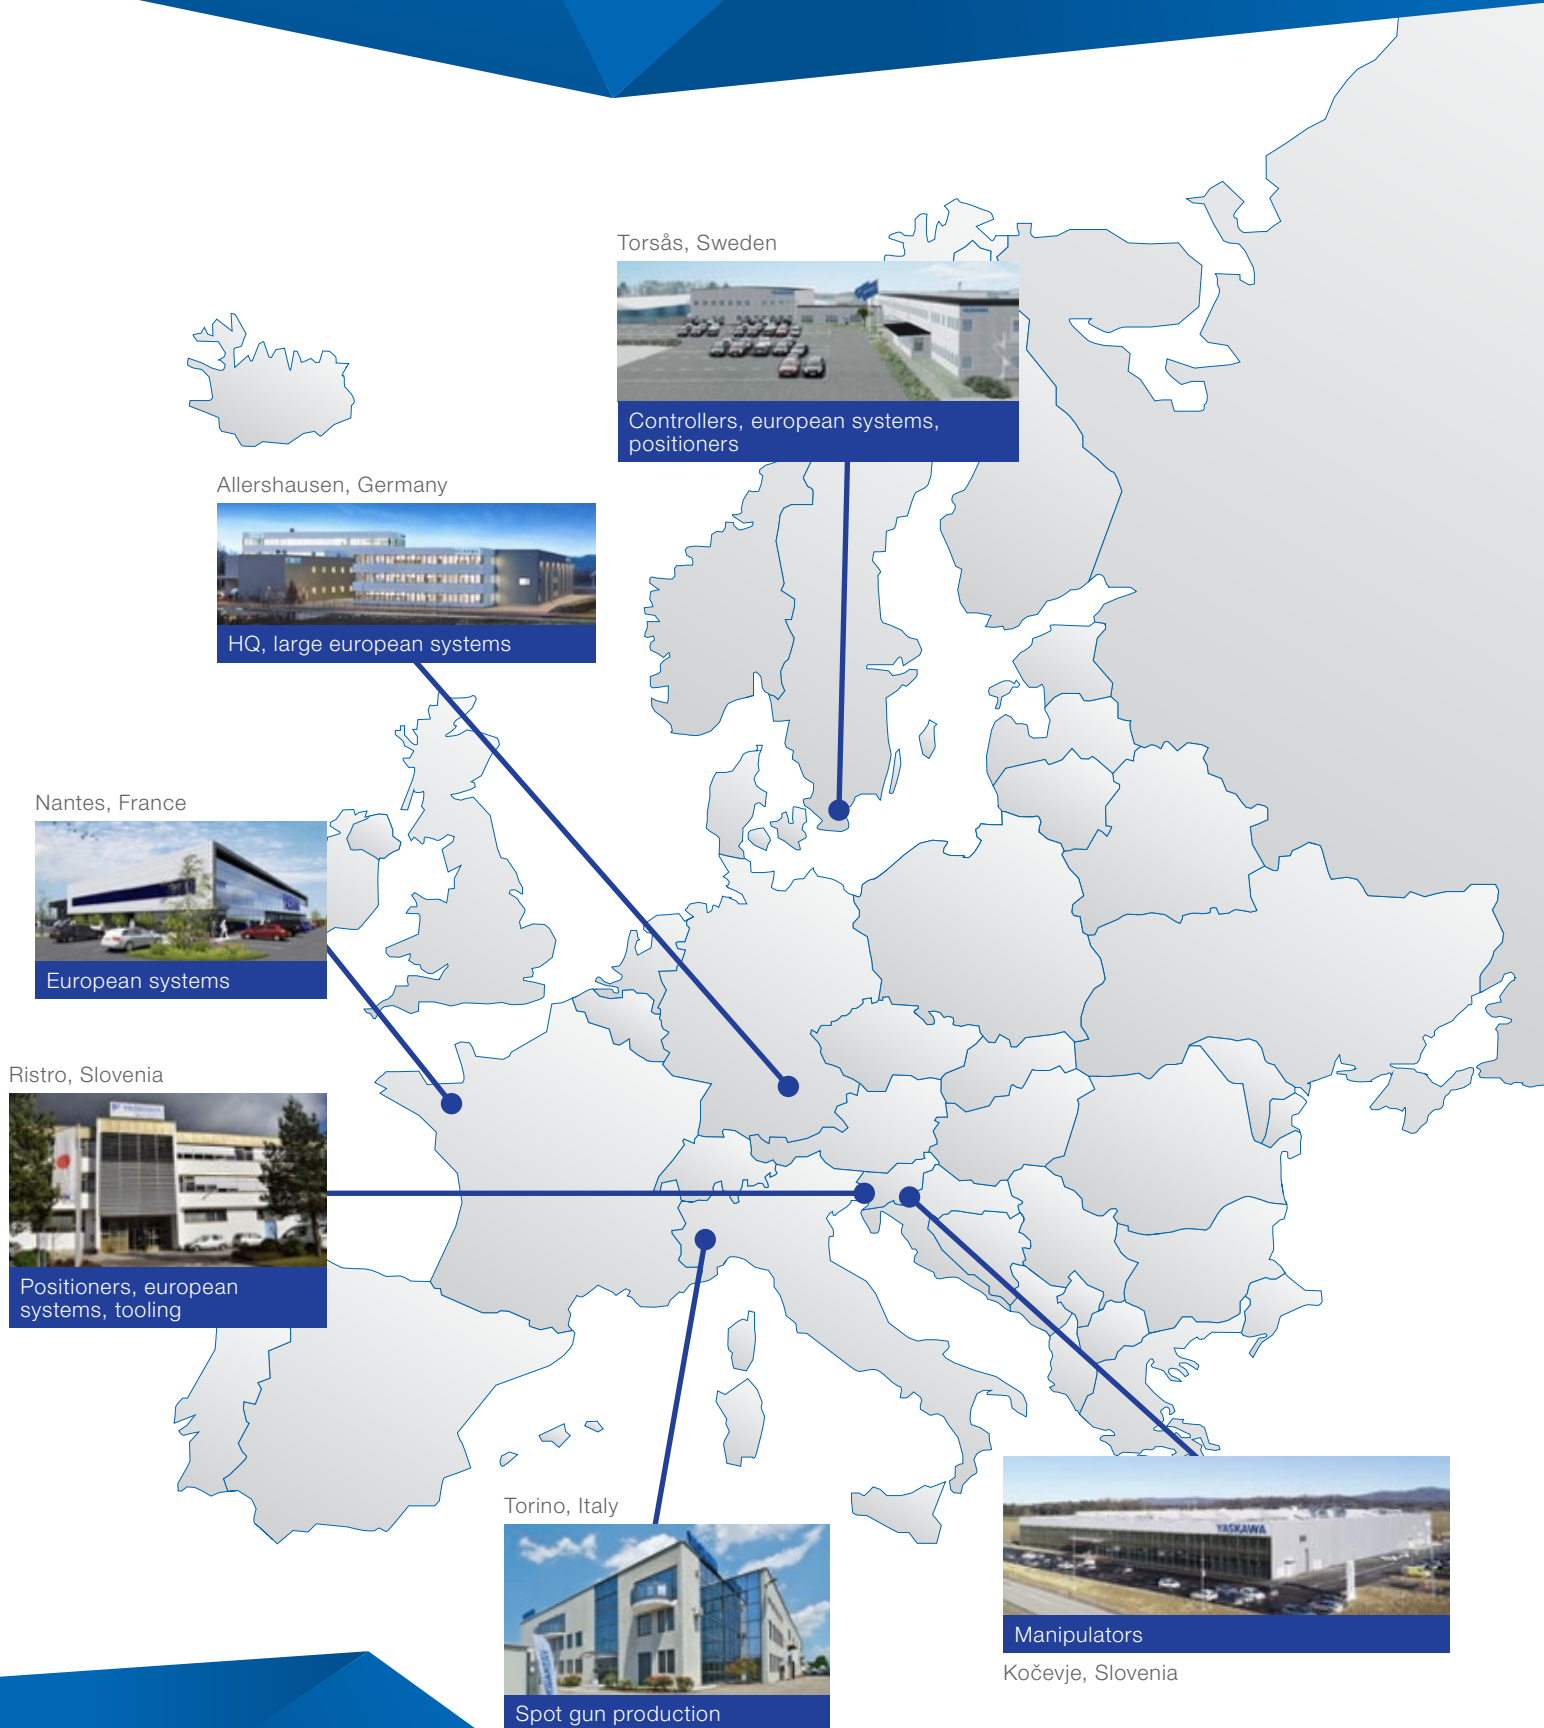 Torsås, Sweden
Controllers, european systems,
positioners
Allershausen, Germany
HQ, large european systems
Nantes, France
European systems
Ristro, Slovenia
Positioners, european
systems, tooling
Torino, Italy
Spot gun production
YASKAWA
Manipulators
Kočevje, Slovenia